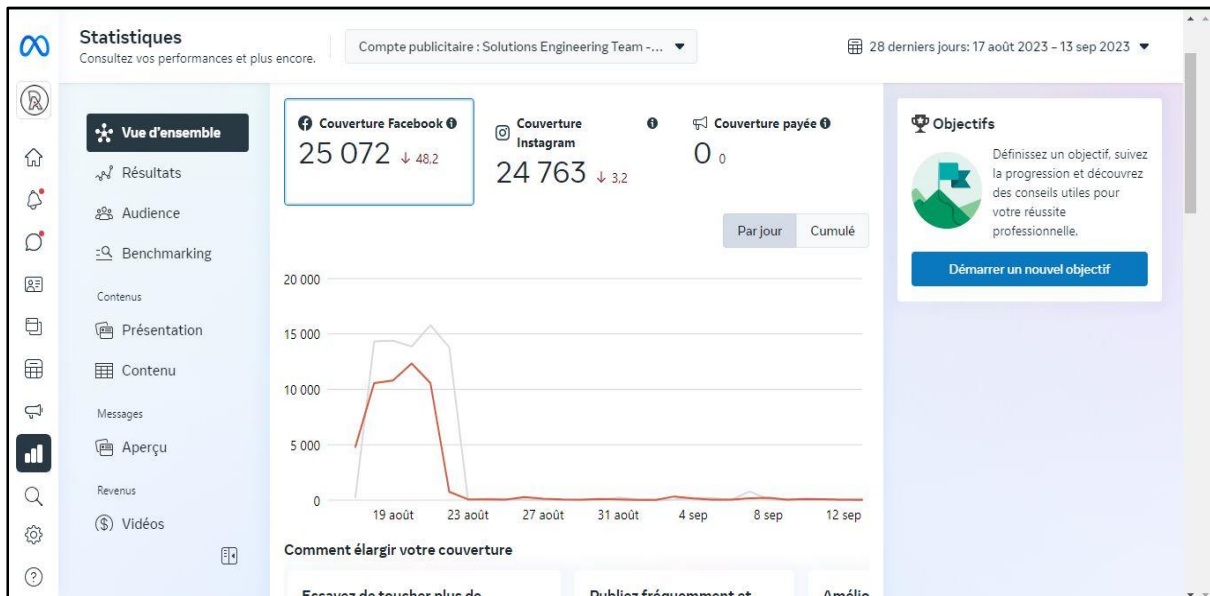 Statistiques
Consultez vos performances et plus encore.
Compte publicitaire : Solutions Engineering Team -...
28 derniers jours: 17 août 2023 – 13 sep 2023
Vue d'ensemble
Résultats
Audience
Benchmarking
Contenus
Présentation
Contenu
Messages
Aperçu
Revenus
Vidéos
Couverture Facebook
25 072 ↓ 48,2
Couverture
Instagram
24 763 ↓ 3,2
Couverture payée
0 0
Par jour
Cumulé
20 000
15 000
10 000
5 000
0
19 août
23 août
27 août
31 août
4 sep
8 sep
12 sep
Comment élargir votre couverture
Essayez de toucher plus de
Publiez fréquemment et
Amélio
Objectifs
Définissez un objectif, suivez
la progression et découvrez
des conseils utiles pour
votre réussite
professionnelle.
Démarrer un nouvel objectif